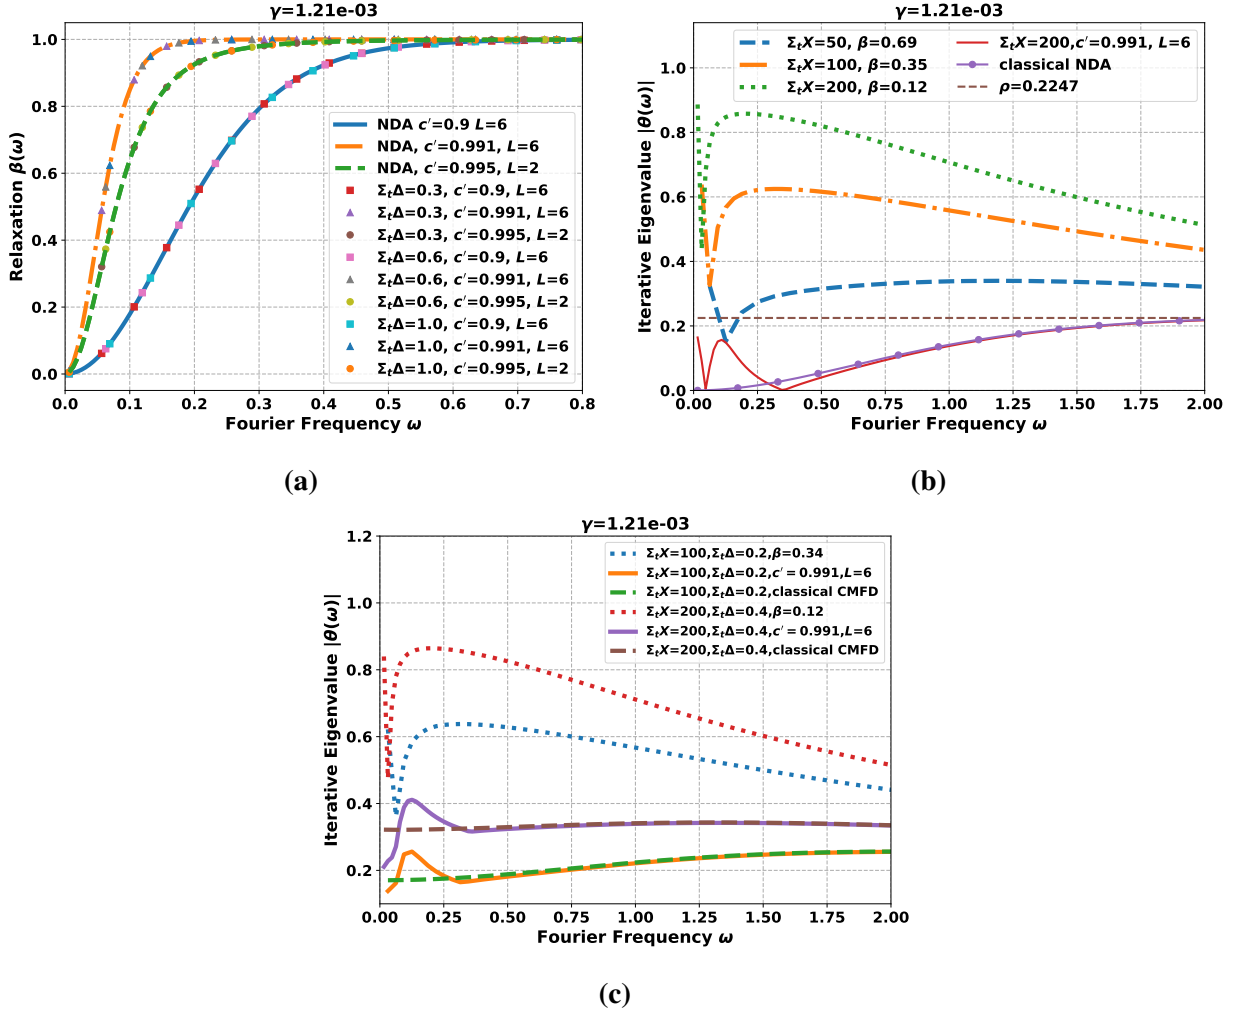 γ=1.21e-03
Relaxation β(ω)
1.0
0.8
0.6
0.4
0.2
0.0
NDA c′=0.9 L=6
NDA, c′=0.991, L=6
NDA, c′=0.995, L=2
ΣtΔ=0.3, c′=0.9, L=6
ΣtΔ=0.3, c′=0.991, L=6
ΣtΔ=0.3, c′=0.995, L=2
ΣtΔ=0.6, c′=0.9, L=6
ΣtΔ=0.6, c′=0.991, L=6
ΣtΔ=0.6, c′=0.995, L=2
ΣtΔ=1.0, c′=0.9, L=6
ΣtΔ=1.0, c′=0.991, L=6
ΣtΔ=1.0, c′=0.995, L=2
0.0 0.1 0.2 0.3 0.4 0.5 0.6 0.7 0.8
Fourier Frequency ω
(a)
γ=1.21e-03
Iterative Eigenvalue |θ(ω)|
1.0
0.8
0.6
0.4
0.2
0.0
ΣtX=50, β=0.69
ΣtX=100, β=0.35
ΣtX=200, β=0.12
ΣtX=200,c′=0.991, L=6
classical NDA
ρ=0.2247
0.00 0.25 0.50 0.75 1.00 1.25 1.50 1.75 2.00
Fourier Frequency ω
(b)
γ=1.21e-03
Iterative Eigenvalue |θ(ω)|
1.2
1.0
0.8
0.6
0.4
0.2
ΣtX=100,ΣtΔ=0.2,β=0.34
ΣtX=100,ΣtΔ=0.2,c′=0.991,L=6
ΣtX=100,ΣtΔ=0.2,classical CMFD
ΣtX=200,ΣtΔ=0.4,β=0.12
ΣtX=200,ΣtΔ=0.4,c′=0.991,L=6
ΣtX=200,ΣtΔ=0.4,classical CMFD
0.00 0.25 0.50 0.75 1.00 1.25 1.50 1.75 2.00
Fourier Frequency ω
(c)